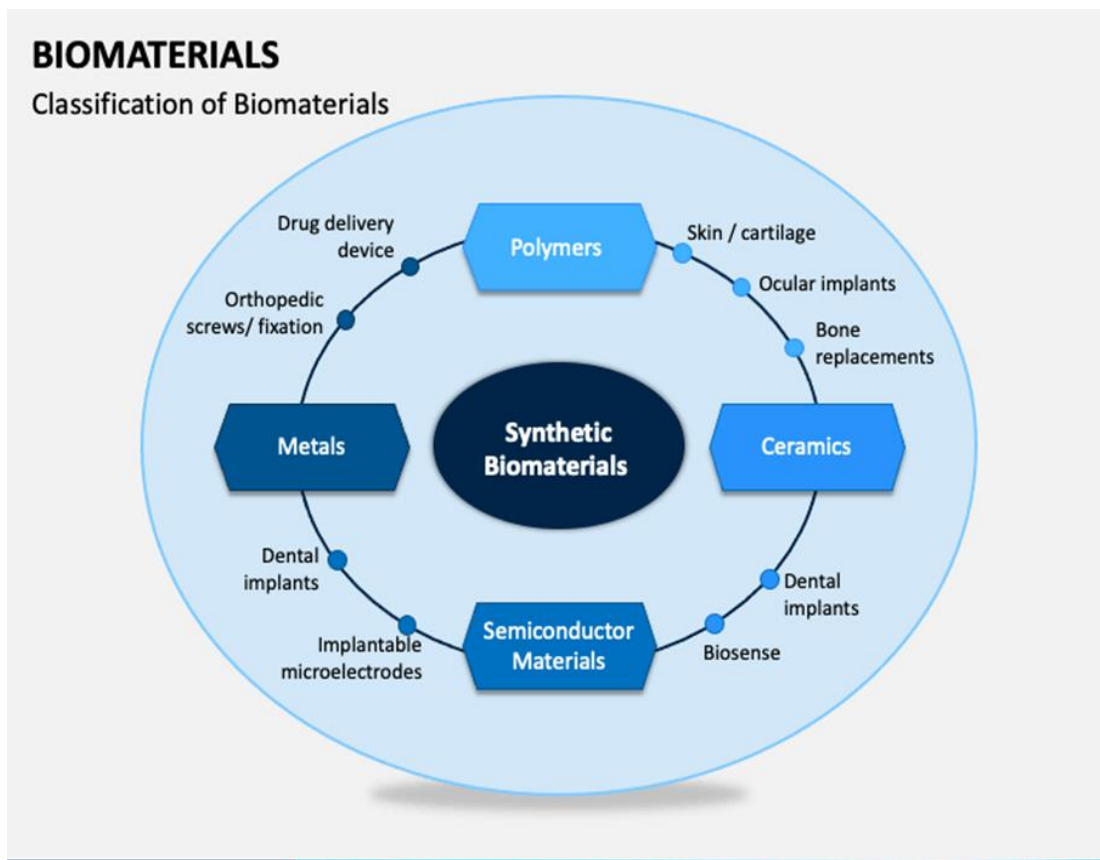 BIOMATERIALS
Classification of Biomaterials
Drug delivery
device
Polymers
Skin / cartilage
Ocular implants
Orthopedic
screws/ fixation
Bone
replacements
Metals
Synthetic
Biomaterials
Ceramics
Dental
implants
Dental
implants
Implantable
microelectrodes
Semiconductor
Materials
Biosense